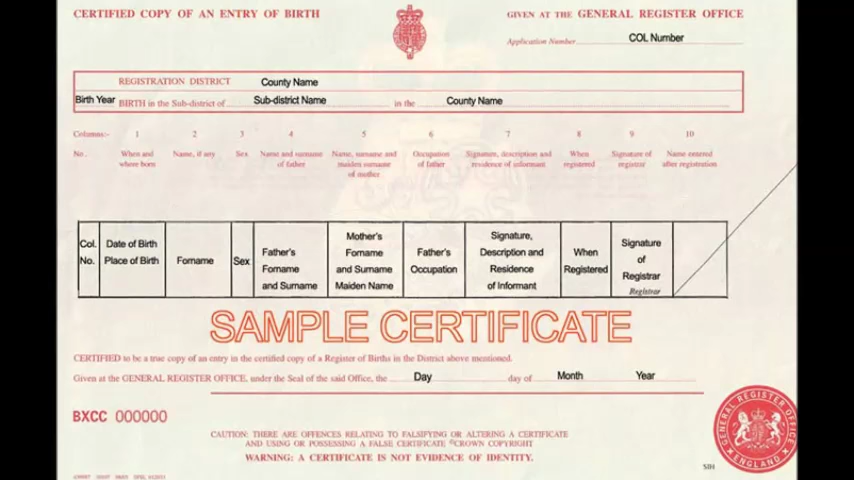 CERTIFIED COPY OF AN ENTRY OF BIRTH
GIVEN AT THE GENERAL REGISTER OFFICE
Application Number COL Number
REGISTRATION DISTRICT County Name
Birth Year BIRTH in the Sub-district of Sub-district Name in the County Name
Columns:- 1 2 3 4 5 6 7 8 9 10
No. When and where born Name, if any Sex Name and surname of father Name, surname and maiden surname of mother Occupation of father Signature, description and residence of informant When registered Signature of registrar Name entered after registration
Col. No. Date of Birth Place of Birth Forname Sex Father's Forname and Surname Mother's Forname and Surname Maiden Name Father's Occupation Signature, Description and Residence of Informant When Registered Signature of Registrar Registrar
SAMPLE CERTIFICATE
CERTIFIED to be a true copy of an entry in the certified copy of a Register of Births in the District above mentioned.
Given at the GENERAL REGISTER OFFICE, under the Seal of the said Office, the Day day of Month Year
BXCC 000000
CAUTION: THERE ARE OFFENCES RELATING TO FALSIFYING OR ALTERING A CERTIFICATE
AND USING OR POSSESSING A FALSE CERTIFICATE ©CROWN COPYRIGHT
WARNING: A CERTIFICATE IS NOT EVIDENCE OF IDENTITY.
GENERAL REGISTER OFFICE
ENGLAND